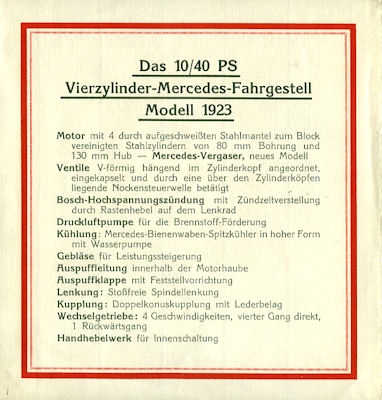 Das 10/40 PS
Vierzylinder-Mercedes-Fahrgestell
Modell 1923
Motor mit 4 durch aufgeschweißten Stahlmantel zum Block
vereinigten Stahlzylindern von 80 mm Bohrung und
130 mm Hub — Mercedes-Vergaser, neues Modell
Ventile V-förmig hängend im Zylinderkopf angeordnet,
eingekapselt und durch eine über den Zylinderköpfen
liegende Nockensteuerwelle betätigt
Bosch-Hochspannungszündung mit Zündzeitverstellung
durch Rastenhebel auf dem Lenkrad
Druckluftpumpe für die Brennstoff-Förderung
Kühlung: Mercedes-Bienenwaben-Spitzkühler in hoher Form
mit Wasserpumpe
Gebläse für Leistungssteigerung
Auspuffleitung innerhalb der Motorhaube
Auspuffklappe mit Feststellvorrichtung
Lenkung: Stoßfreie Spindellenkung
Kupplung: Doppelkonuskupplung mit Lederbelag
Wechselgetriebe: 4 Geschwindigkeiten, vierter Gang direkt,
1 Rückwärtsgang
Handhebelwerk für Innenschaltung